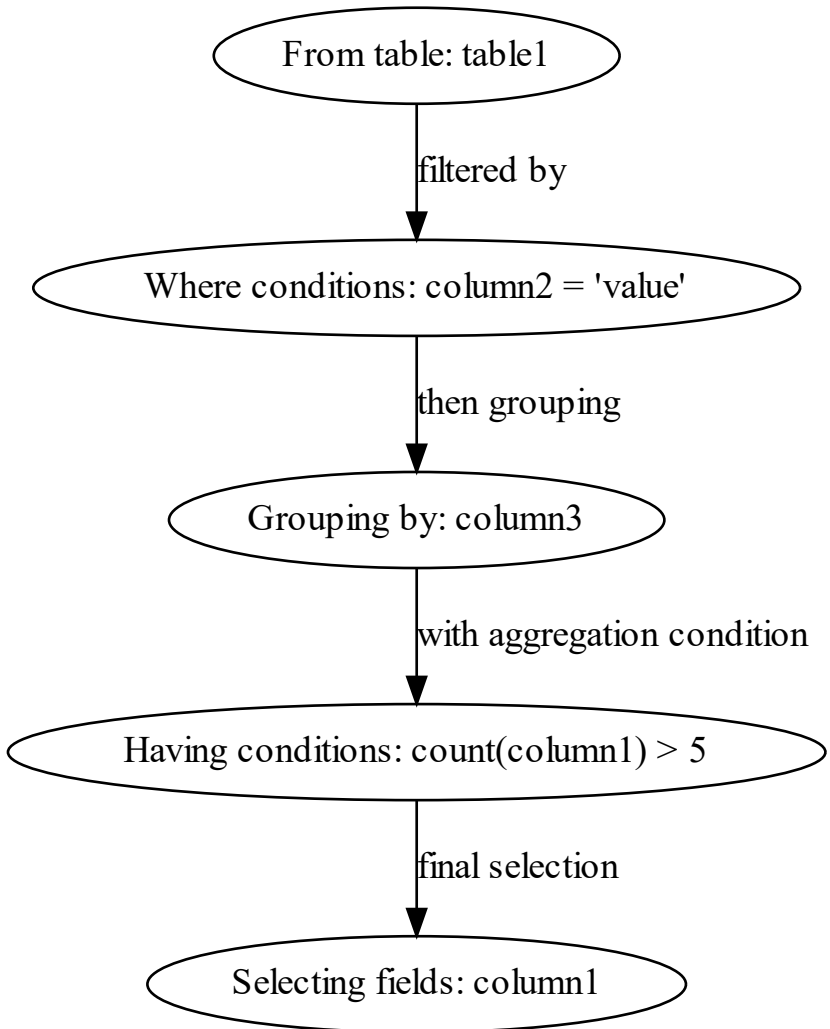 From table: table1
filtered by
Where conditions: column2 = 'value'
then grouping
Grouping by: column3
with aggregation condition
Having conditions: count(column1) > 5
final selection
Selecting fields: column1